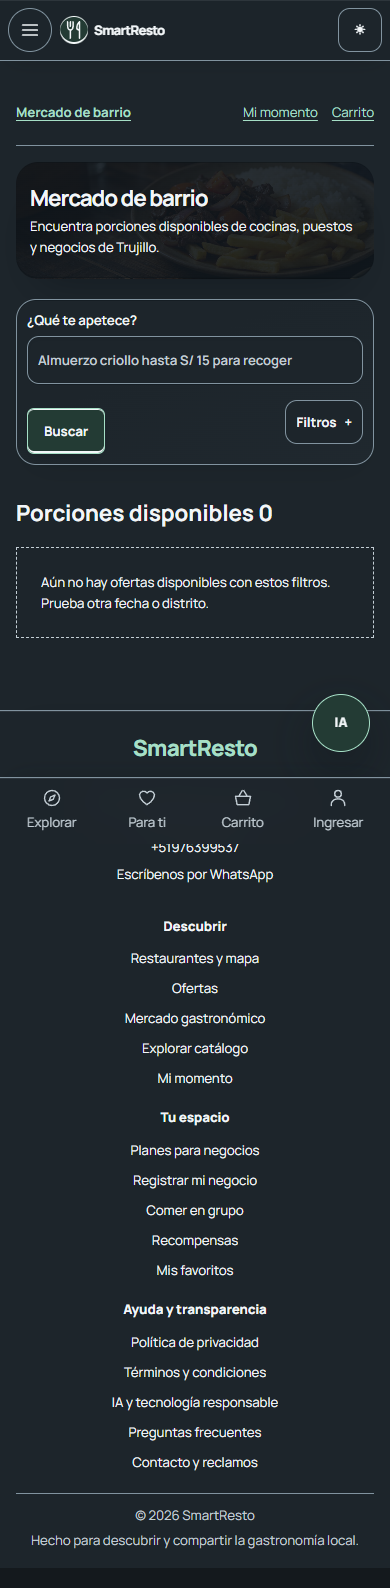 SmartResto
Mercado de barrio
Mi momento
Carrito
Mercado de barrio
Encuentra porciones disponibles de cocinas, puestos
y negocios de Trujillo.
¿Qué te apetece?
Almuerzo criollo hasta S/ 15 para recoger
Buscar
Filtros +
Porciones disponibles 0
Aún no hay ofertas disponibles con estos filtros.
Prueba otra fecha o distrito.
IA
SmartResto
Explorar
Para ti
Carrito
Ingresar
+51976399537
Escríbenos por WhatsApp
Descubrir
Restaurantes y mapa
Ofertas
Mercado gastronómico
Explorar catálogo
Mi momento
Tu espacio
Planes para negocios
Registrar mi negocio
Comer en grupo
Recompensas
Mis favoritos
Ayuda y transparencia
Política de privacidad
Términos y condiciones
IA y tecnología responsable
Preguntas frecuentes
Contacto y reclamos
© 2026 SmartResto
Hecho para descubrir y compartir la gastronomía local.